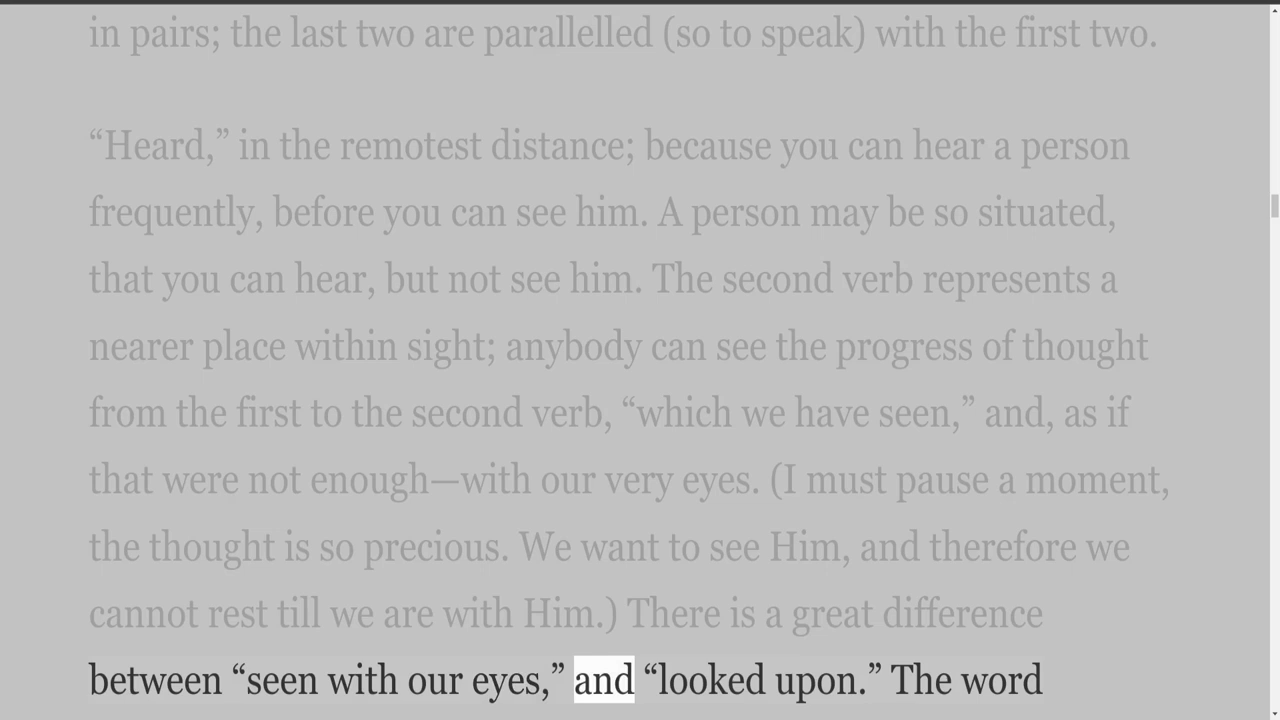 in pairs; the last two are parallelled (so to speak) with the first two.
“Heard,” in the remotest distance; because you can hear a person
frequently, before you can see him. A person may be so situated,
that you can hear, but not see him. The second verb represents a
nearer place within sight; anybody can see the progress of thought
from the first to the second verb, “which we have seen,” and, as if
that were not enough—with our very eyes. (I must pause a moment,
the thought is so precious. We want to see Him, and therefore we
cannot rest till we are with Him.) There is a great difference
between “seen with our eyes,” and “looked upon.” The word